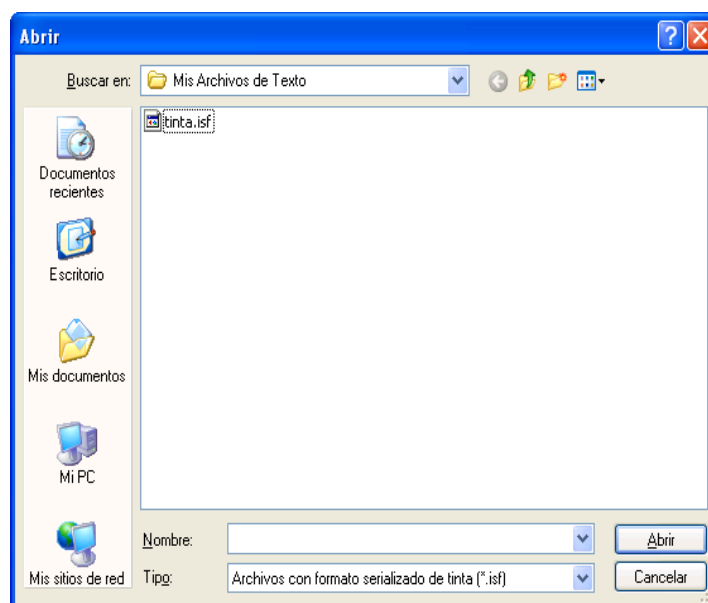 Abrir
Buscar en: Mis Archivos de Texto
tinta.isf
Documentos
recientes
Escritorio
Mis documentos
Mi PC
Mis sitios de red
Nombre:
Abrir
Tipo: Archivos con formato serializado de tinta (*.isf)
Cancelar